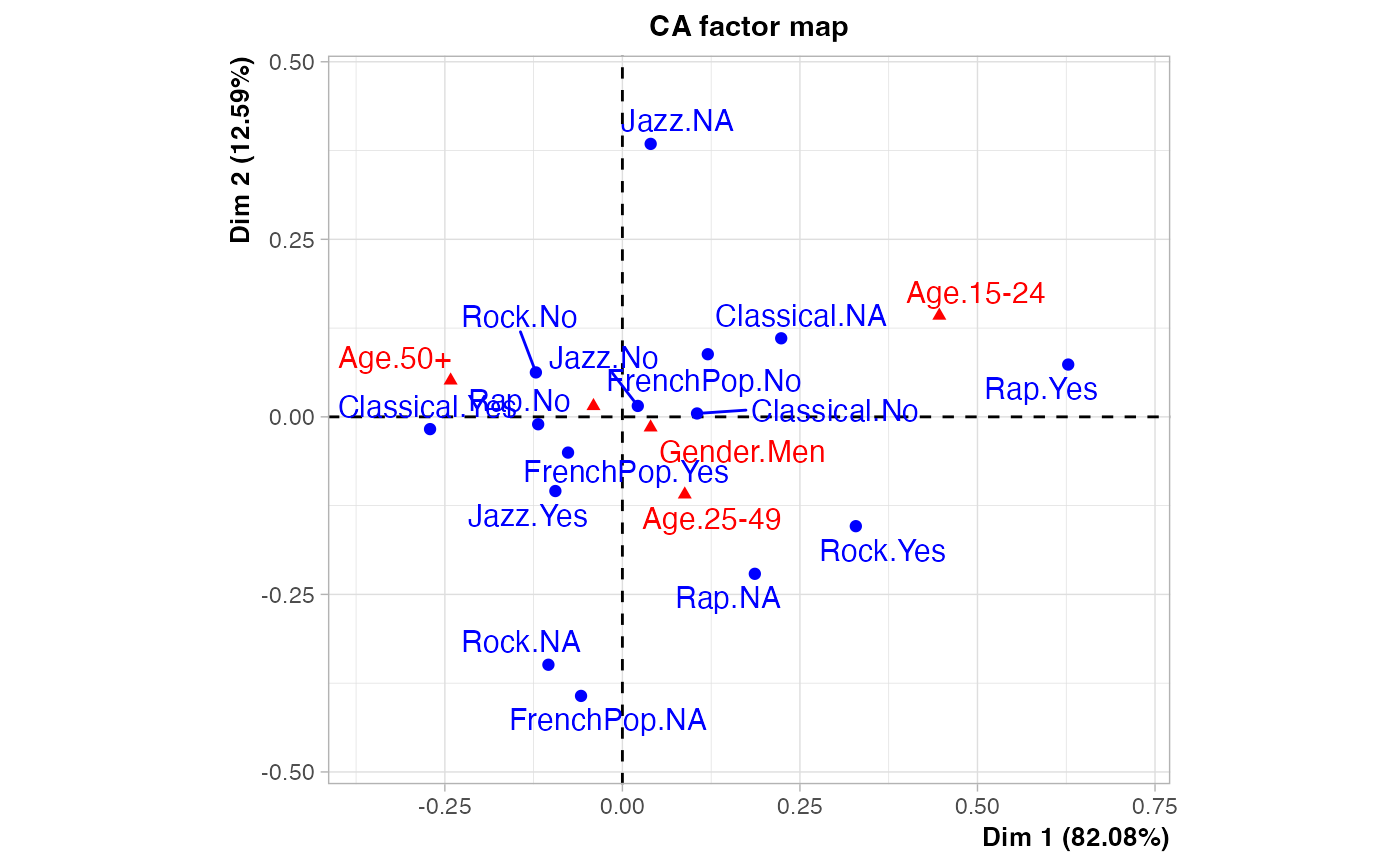 CA factor map
Dim 2 (12.59%)
0.50
0.25
0.00
-0.25
-0.50
Jazz.NA
Age.15-24
Classical.NA
Rock.No
Jazz.No
Age.50+
FrenchPop.No
Rap.Yes
Rap.No
Classical.Yes
Classical.No
Gender.Men
FrenchPop.Yes
Jazz.Yes
Age.25-49
Rock.Yes
Rap.NA
Rock.NA
FrenchPop.NA
-0.25
0.00
0.25
0.50
0.75
Dim 1 (82.08%)